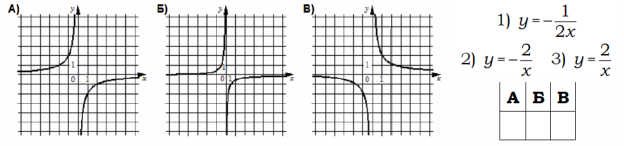 А) Б) В)
y y y
1 1 1
0 1 x 0 1 x 0 1 x
1) y = -1/(2x)
2) y = -2/x 3) y = 2/x
А Б В